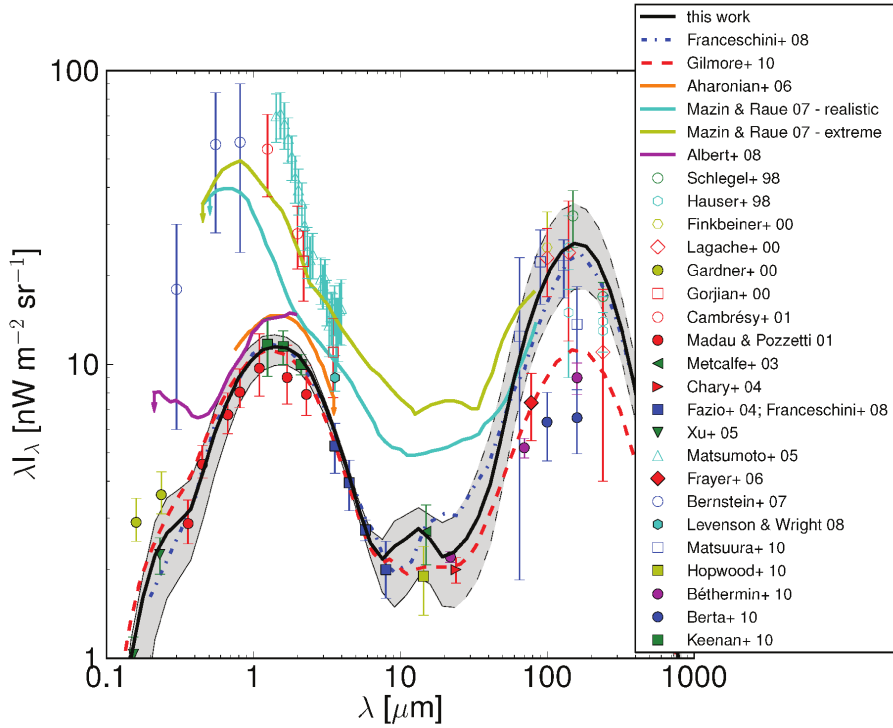 this work
Franceschini+ 08
Gilmore+ 10
Aharonian+ 06
Mazin & Raue 07 - realistic
Mazin & Raue 07 - extreme
Albert+ 08
Schlegel+ 98
Hauser+ 98
Finkbeiner+ 00
Lagache+ 00
Gardner+ 00
Gorjian+ 00
Cambrésy+ 01
Madau & Pozzetti 01
Metcalfe+ 03
Chary+ 04
Fazio+ 04; Franceschini+ 08
Xu+ 05
Matsumoto+ 05
Frayer+ 06
Bernstein+ 07
Levenson & Wright 08
Matsuura+ 10
Hopwood+ 10
Béthermin+ 10
Berta+ 10
Keenan+ 10
100
10
1
λI_λ [nW m⁻² sr⁻¹]
0.1
1
10
100
1000
λ [μm]